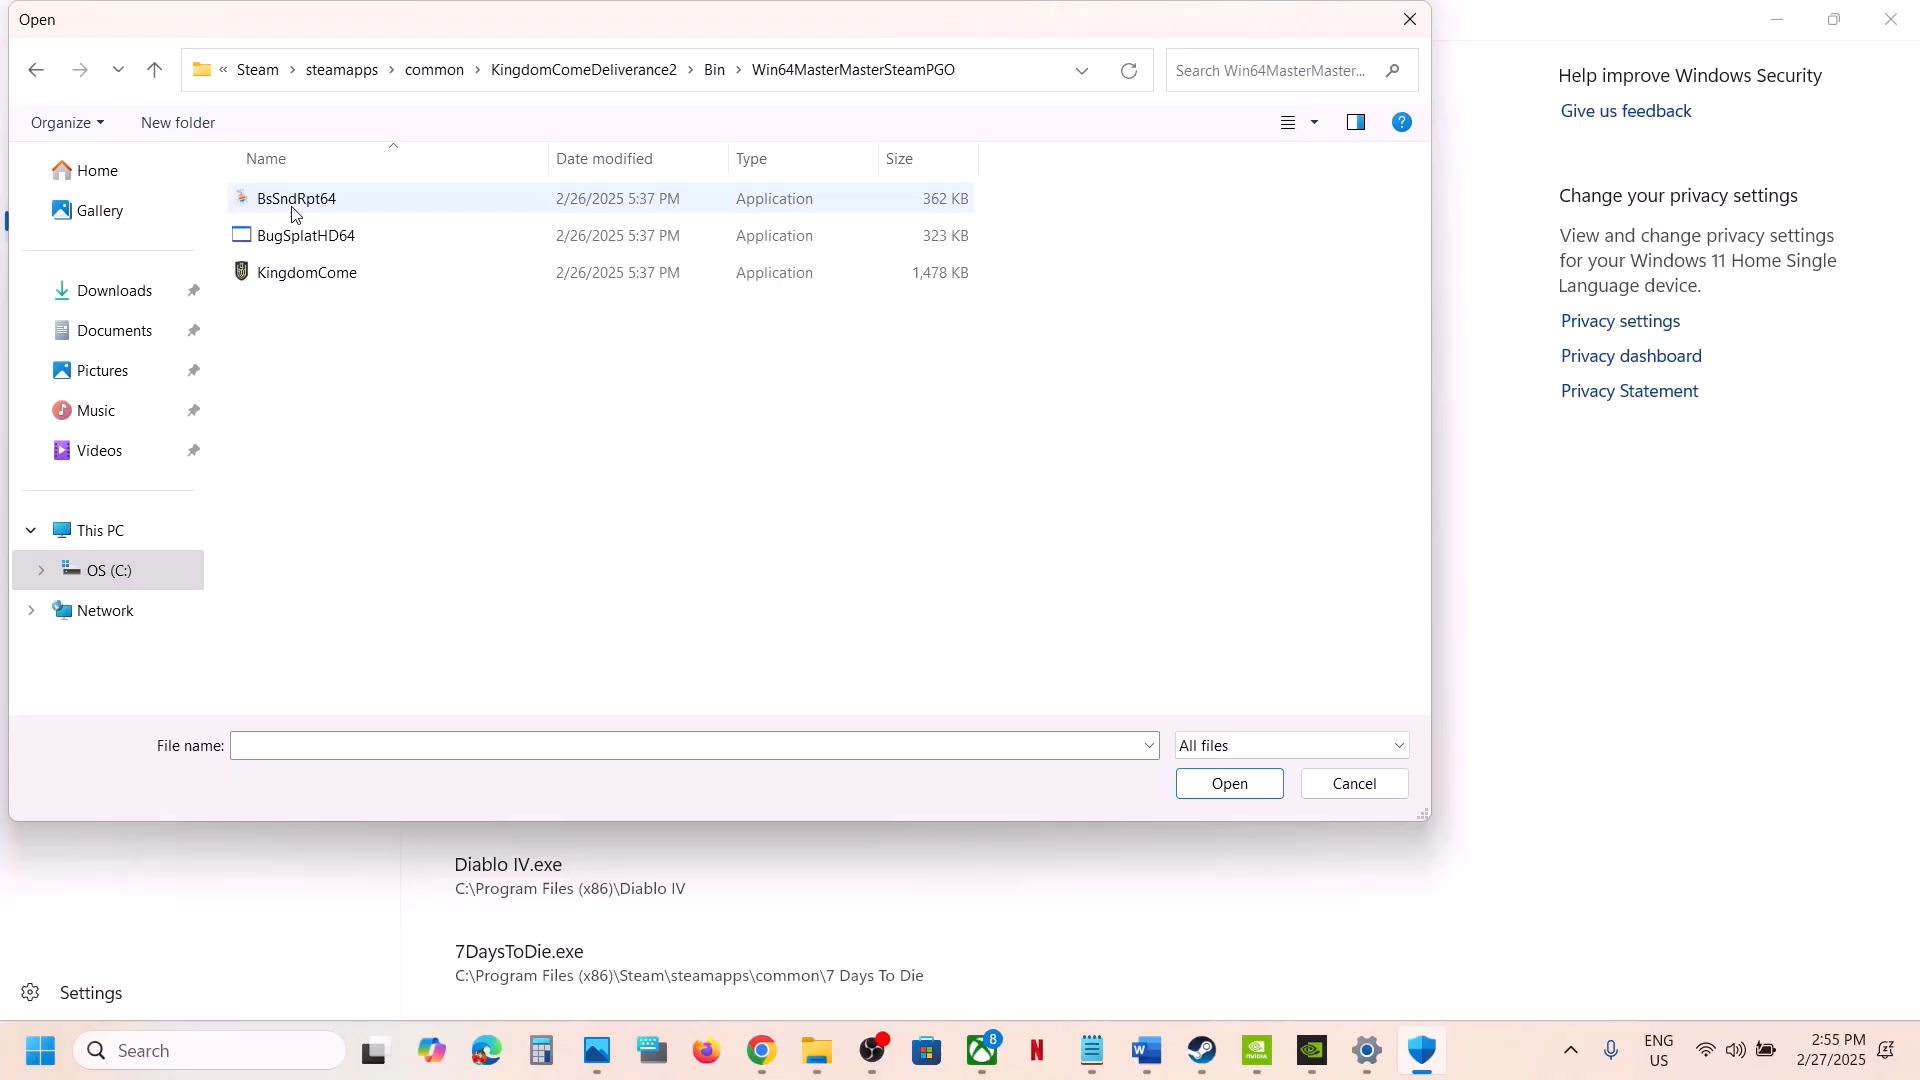 Open
« Steam › steamapps › common › KingdomComeDeliverance2 › Bin › Win64MasterMasterSteamPGO
Search Win64MasterMaster...
Organize
New folder
?
Name
Date modified
Type
Size
Home
Gallery
Downloads
Documents
Pictures
Music
Videos
This PC
OS (C:)
Network
BsSndRpt64
2/26/2025 5:37 PM
Application
362 KB
BugSplatHD64
2/26/2025 5:37 PM
Application
323 KB
KingdomCome
2/26/2025 5:37 PM
Application
1,478 KB
File name:
All files
Open
Cancel
Help improve Windows Security
Give us feedback
Change your privacy settings
View and change privacy settings
for your Windows 11 Home Single
Language device.
Privacy settings
Privacy dashboard
Privacy Statement
Diablo IV.exe
C:\Program Files (x86)\Diablo IV
7DaysToDie.exe
C:\Program Files (x86)\Steam\steamapps\common\7 Days To Die
Settings
Search
8
N
W
NVIDIA
ENG
US
2:55 PM
2/27/2025